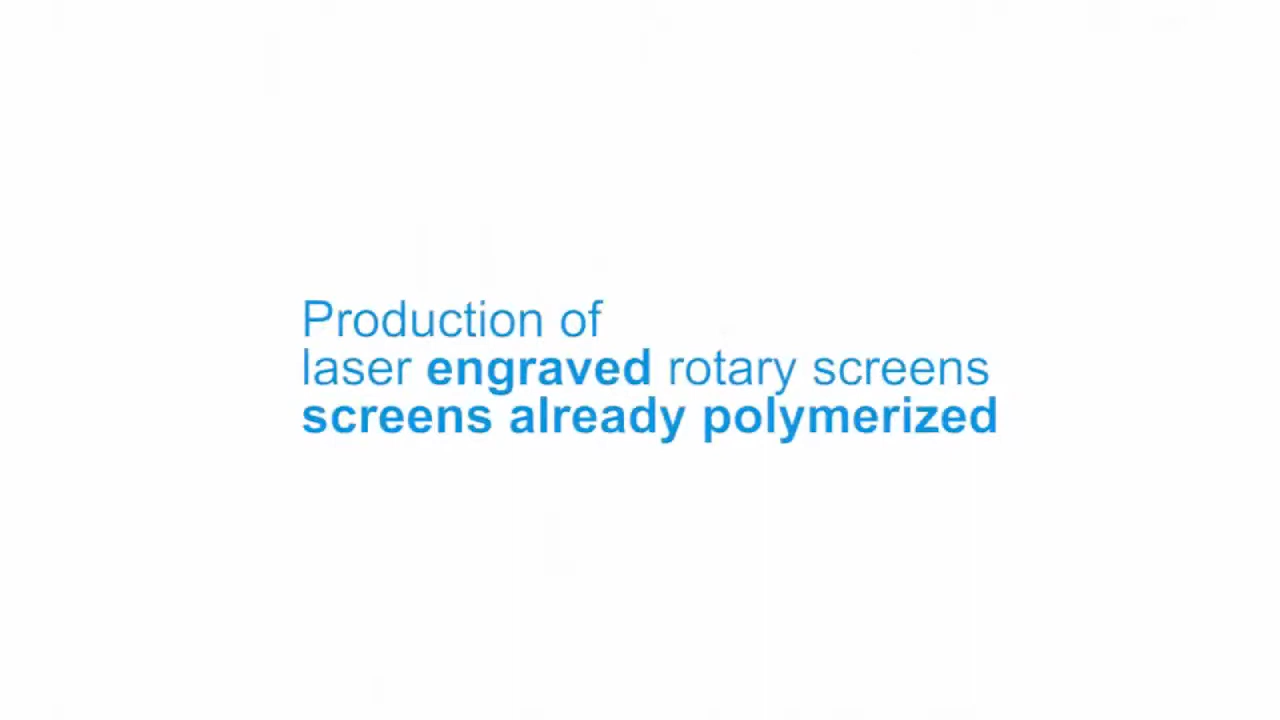 Production of
laser engraved rotary screens
screens already polymerized